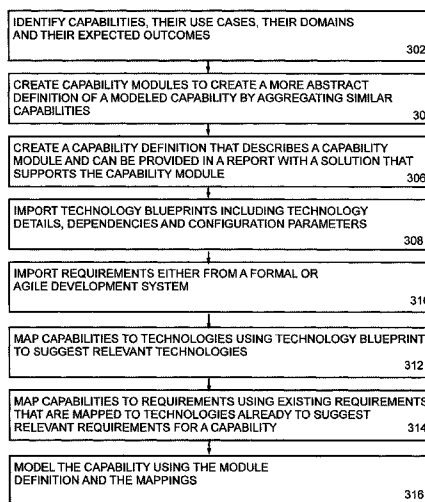 IDENTIFY CAPABILITIES, THEIR USE CASES, THEIR DOMAINS
AND THEIR EXPECTED OUTCOMES
302
CREATE CAPABILITY MODULES TO CREATE A MORE ABSTRACT
DEFINITION OF A MODELED CAPABILITY BY AGGREGATING SIMILAR
CAPABILITIES
30
CREATE A CAPABILITY DEFINITION THAT DESCRIBES A CAPABILITY
MODULE AND CAN BE PROVIDED IN A REPORT WITH A SOLUTION THAT
SUPPORTS THE CAPABILITY MODULE
306
IMPORT TECHNOLOGY BLUEPRINTS INCLUDING TECHNOLOGY
DETAILS, DEPENDENCIES AND CONFIGURATION PARAMETERS
308
IMPORT REQUIREMENTS EITHER FROM A FORMAL OR
AGILE DEVELOPMENT SYSTEM
310
MAP CAPABILITIES TO TECHNOLOGIES USING TECHNOLOGY BLUEPRINT
TO SUGGEST RELEVANT TECHNOLOGIES
312
MAP CAPABILITIES TO REQUIREMENTS USING EXISTING REQUIREMENTS
THAT ARE MAPPED TO TECHNOLOGIES ALREADY TO SUGGEST
RELEVANT REQUIREMENTS FOR A CAPABILITY
314
MODEL THE CAPABILITY USING THE MODULE
DEFINITION AND THE MAPPINGS
316